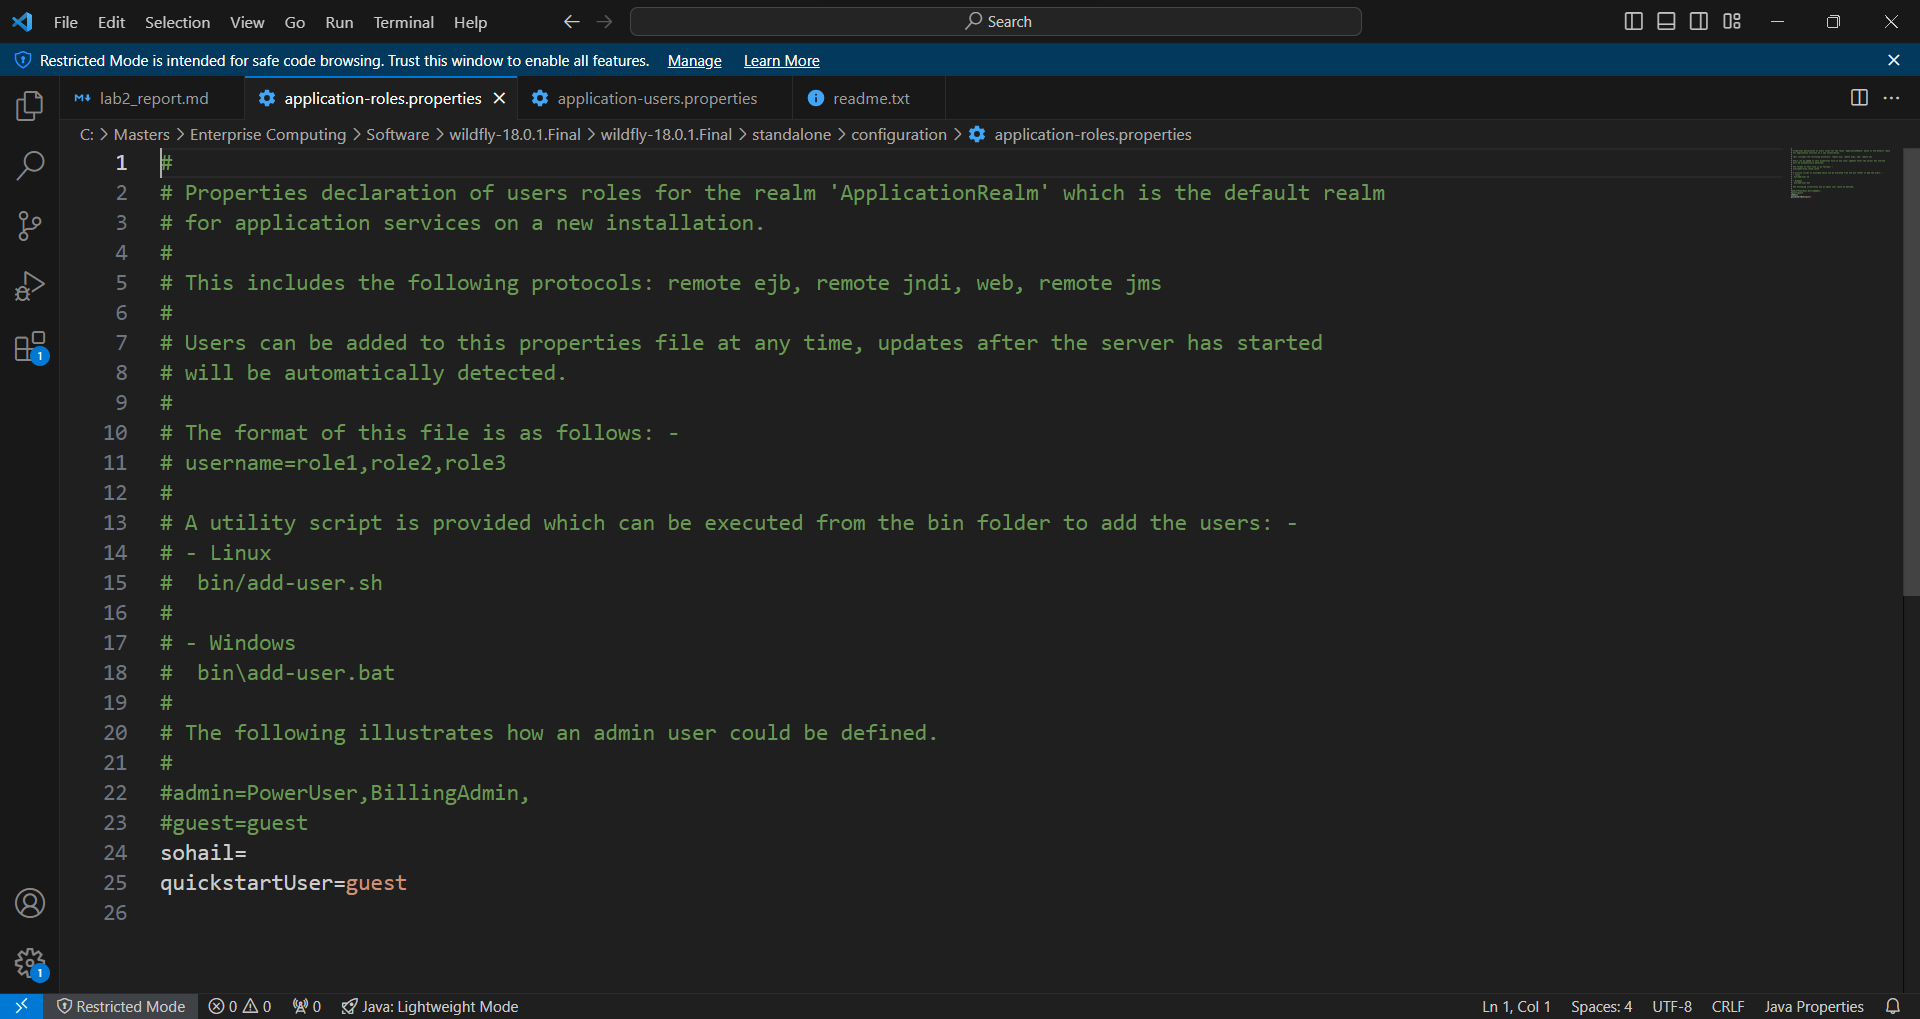 File Edit Selection View Go Run Terminal Help Search
Restricted Mode is intended for safe code browsing. Trust this window to enable all features. Manage Learn More
lab2_report.md application-roles.properties application-users.properties readme.txt
C: > Masters > Enterprise Computing > Software > wildfly-18.0.1.Final > wildfly-18.0.1.Final > standalone > configuration > application-roles.properties
1 #
2 # Properties declaration of users roles for the realm 'ApplicationRealm' which is the default realm
3 # for application services on a new installation.
4 #
5 # This includes the following protocols: remote ejb, remote jndi, web, remote jms
6 #
7 # Users can be added to this properties file at any time, updates after the server has started
8 # will be automatically detected.
9 #
10 # The format of this file is as follows: -
11 # username=role1,role2,role3
12 #
13 # A utility script is provided which can be executed from the bin folder to add the users: -
14 # - Linux
15 #  bin/add-user.sh
16 #
17 # - Windows
18 #  bin\add-user.bat
19 #
20 # The following illustrates how an admin user could be defined.
21 #
22 #admin=PowerUser,BillingAdmin,
23 #guest=guest
24 sohail=
25 quickstartUser=guest
26
1
1
Restricted Mode 0 0 0 Java: Lightweight Mode Ln 1, Col 1 Spaces: 4 UTF-8 CRLF Java Properties